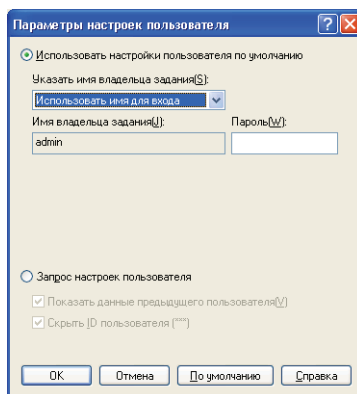 Параметры настроек пользователя
Использовать настройки пользователя по умолчанию
Указать имя владельца задания(S):
Использовать имя для входа
Имя владельца задания(J): Пароль(W):
admin
Запрос настроек пользователя
Показать данные предыдущего пользователя(V)
Скрыть ID пользователя (***)
OK Отмена По умолчанию Справка